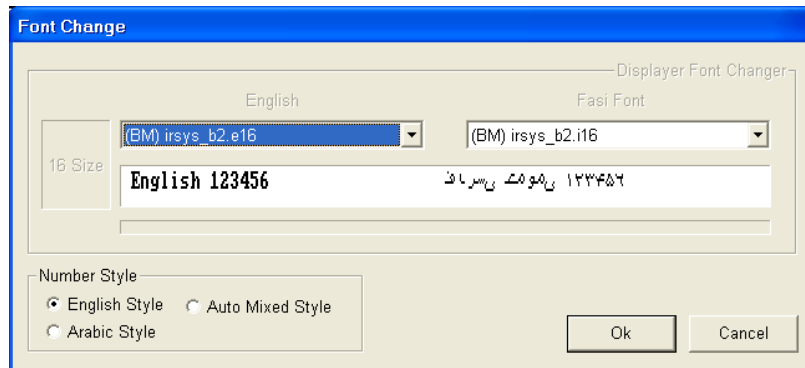 Font Change
Displayer Font Changer
English
Fasi Font
16 Size
(BM) irsys_b2.e16
(BM) irsys_b2.i16
English 123456
۱۲۳۴۵۶
Number Style
English Style
Auto Mixed Style
Arabic Style
Ok
Cancel